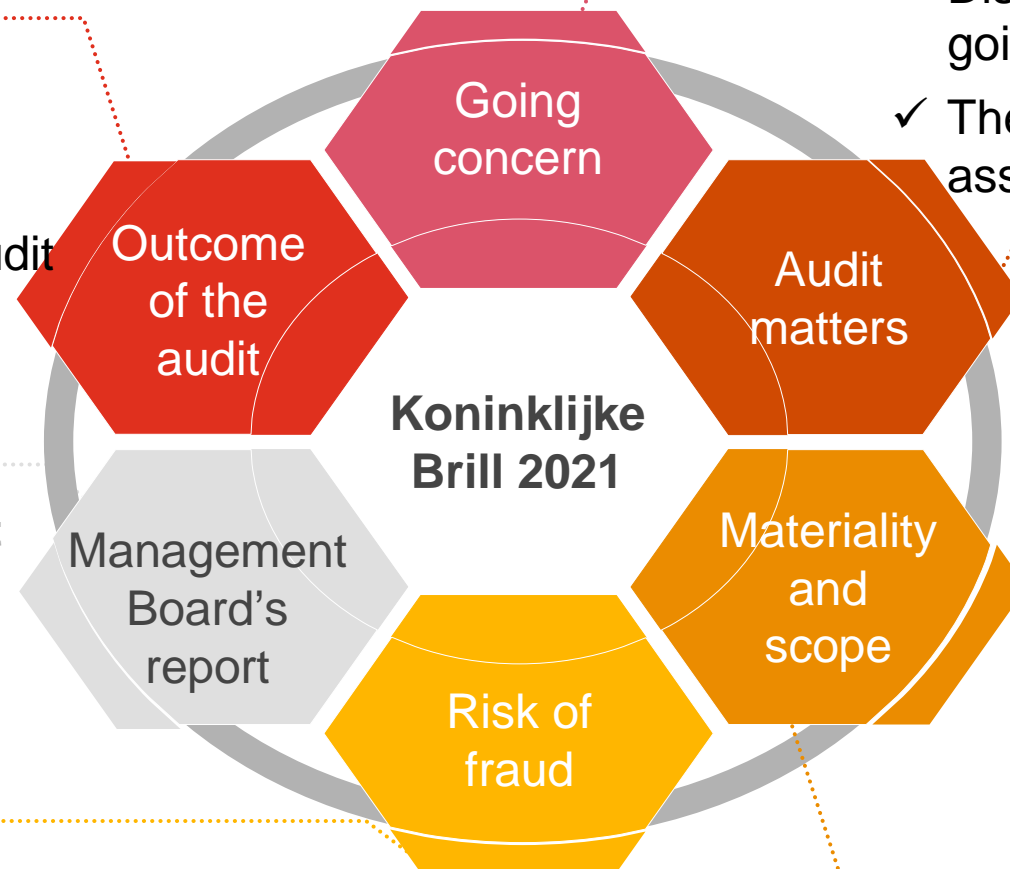 Going
concern
✓ The
Outcome
of the
audit
Audit
matters
Koninklijke
Brill 2021
Management
Board's
report
Materiality
and
scope
Risk of
fraud